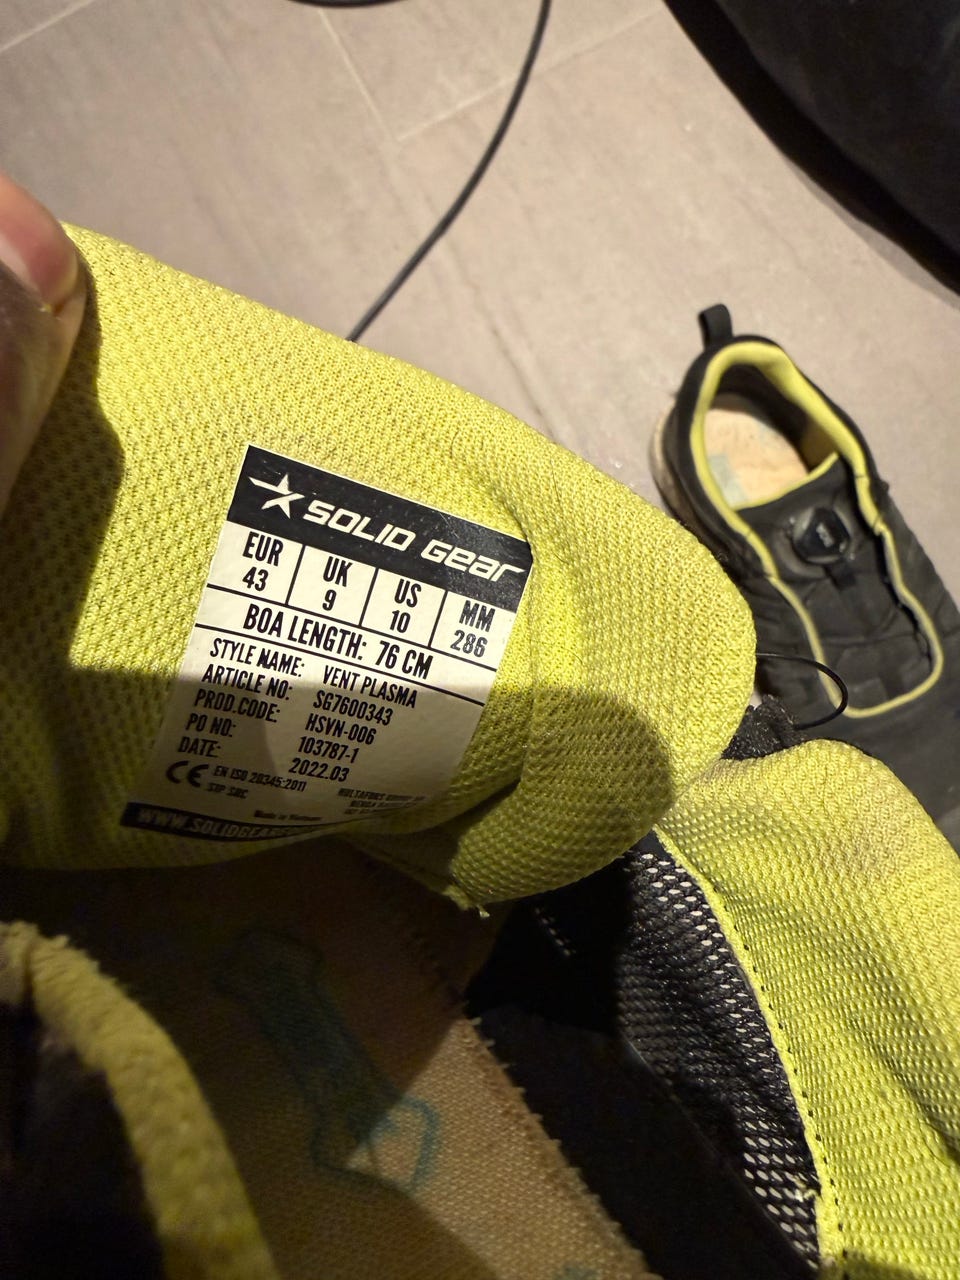 SOLID GEAR
EUR 43
UK 9
US 10
MM 286
BOA LENGTH: 76 CM
STYLE NAME: VENT PLASMA
ARTICLE NO: SG7600343
PROD.CODE: HSVN-006
PO NO: 103787-1
DATE: 2022.03
CE EN ISO 20345:2011
Made in Vietnam